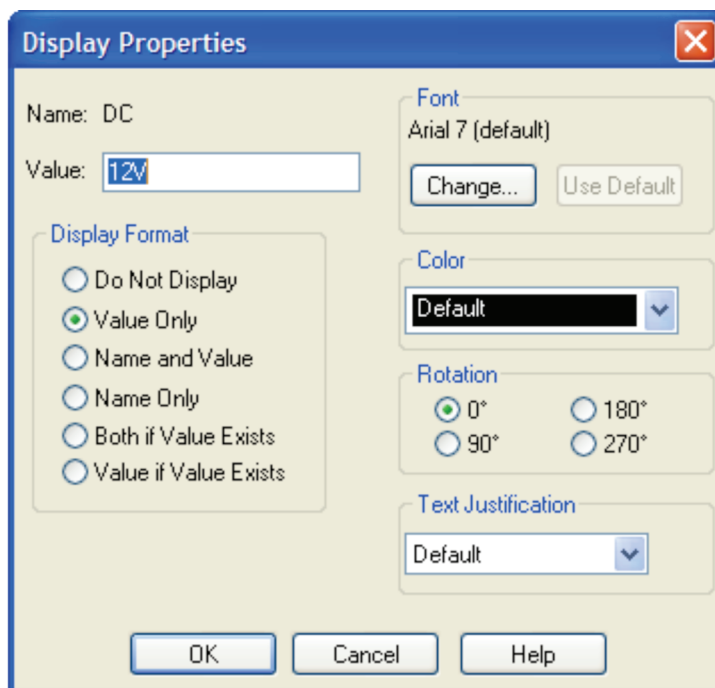 Display Properties
Name: DC
Value: 12V
Display Format
Do Not Display
Value Only
Name and Value
Name Only
Both if Value Exists
Value if Value Exists
Font
Arial 7 (default)
Change... Use Default
Color
Default
Rotation
0° 180°
90° 270°
Text Justification
Default
OK Cancel Help